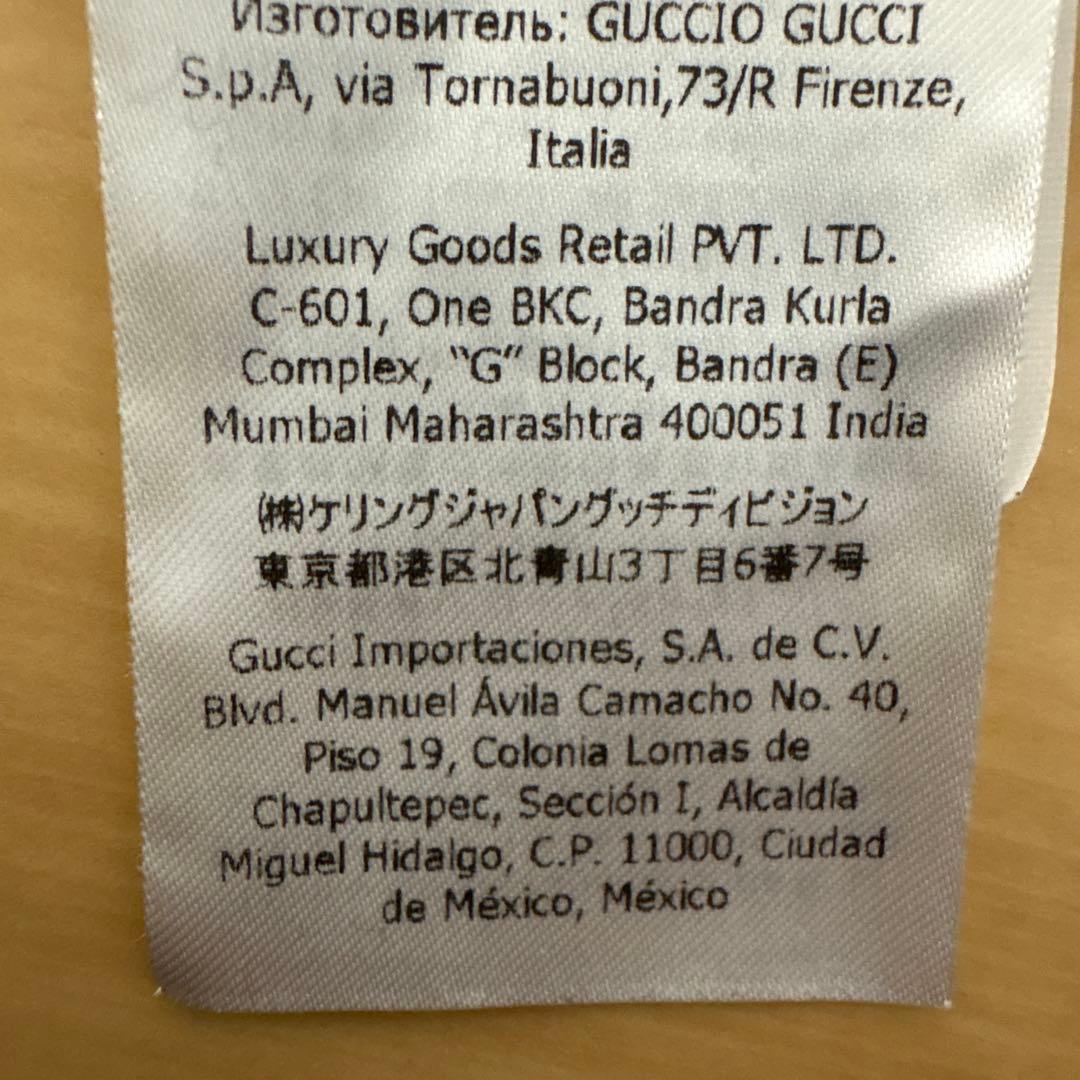 Изготовитель: GUCCIO GUCCI
S.p.A, via Tornabuoni,73/R Firenze,
Italia
Luxury Goods Retail PVT. LTD.
C-601, One BKC, Bandra Kurla
Complex, "G" Block, Bandra (E)
Mumbai Maharashtra 400051 India
㈱ケリングジャパングッチディビジョン
東京都港区北青山3丁目6番7号
Gucci Importaciones, S.A. de C.V.
Blvd. Manuel Ávila Camacho No. 40,
Piso 19, Colonia Lomas de
Chapultepec, Sección I, Alcaldía
Miguel Hidalgo, C.P. 11000, Ciudad
de México, México